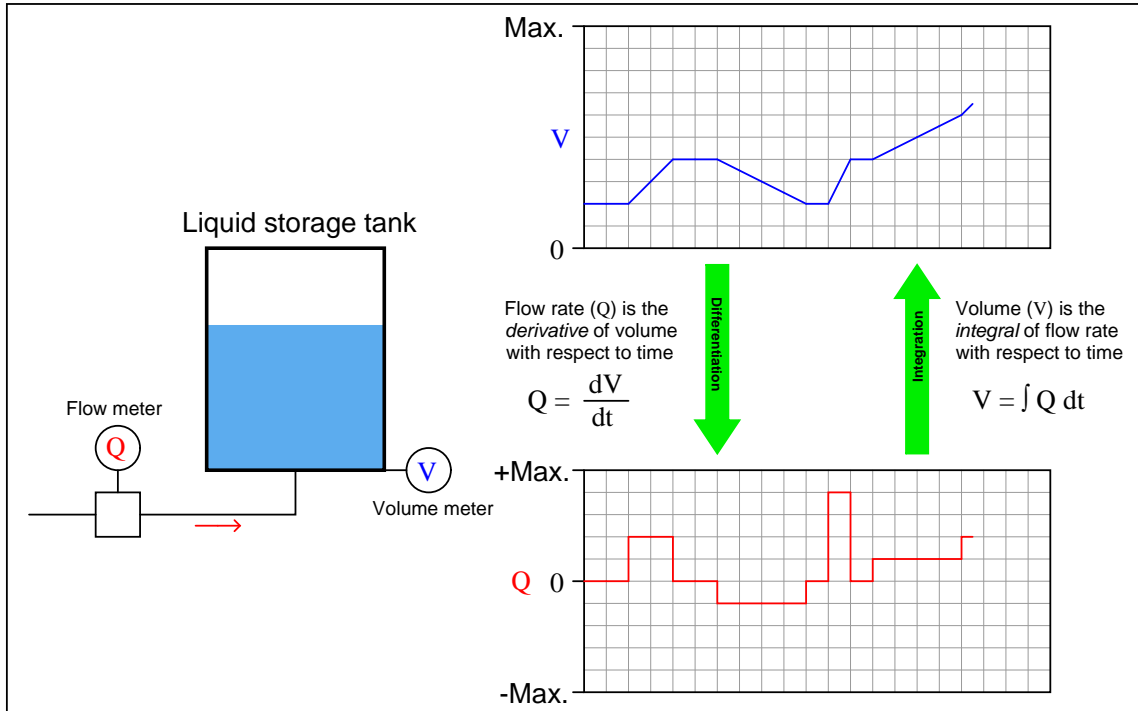 Max.
V
0
Liquid storage tank
Flow meter
Q
V
Volume meter
Flow rate (Q) is the
derivative of volume
with respect to time
Q = dV
dt
Differentiation
Integration
Volume (V) is the
integral of flow rate
with respect to time
V = ∫ Q dt
+Max.
Q 0
-Max.